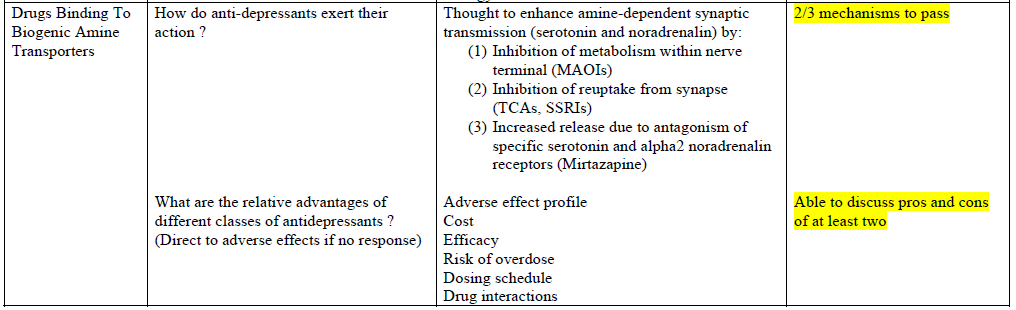 Drugs Binding To
Biogenic Amine
Transporters
How do anti-depressants exert their
action ?
Thought to enhance amine-dependent synaptic
transmission (serotonin and noradrenalin) by:
(1) Inhibition of metabolism within nerve
terminal (MAOIs)
(2) Inhibition of reuptake from synapse
(TCAs, SSRIs)
(3) Increased release due to antagonism of
specific serotonin and alpha2 noradrenalin
receptors (Mirtazapine)
2/3 mechanisms to pass
What are the relative advantages of
different classes of antidepressants ?
(Direct to adverse effects if no response)
Adverse effect profile
Cost
Efficacy
Risk of overdose
Dosing schedule
Drug interactions
Able to discuss pros and cons
of at least two